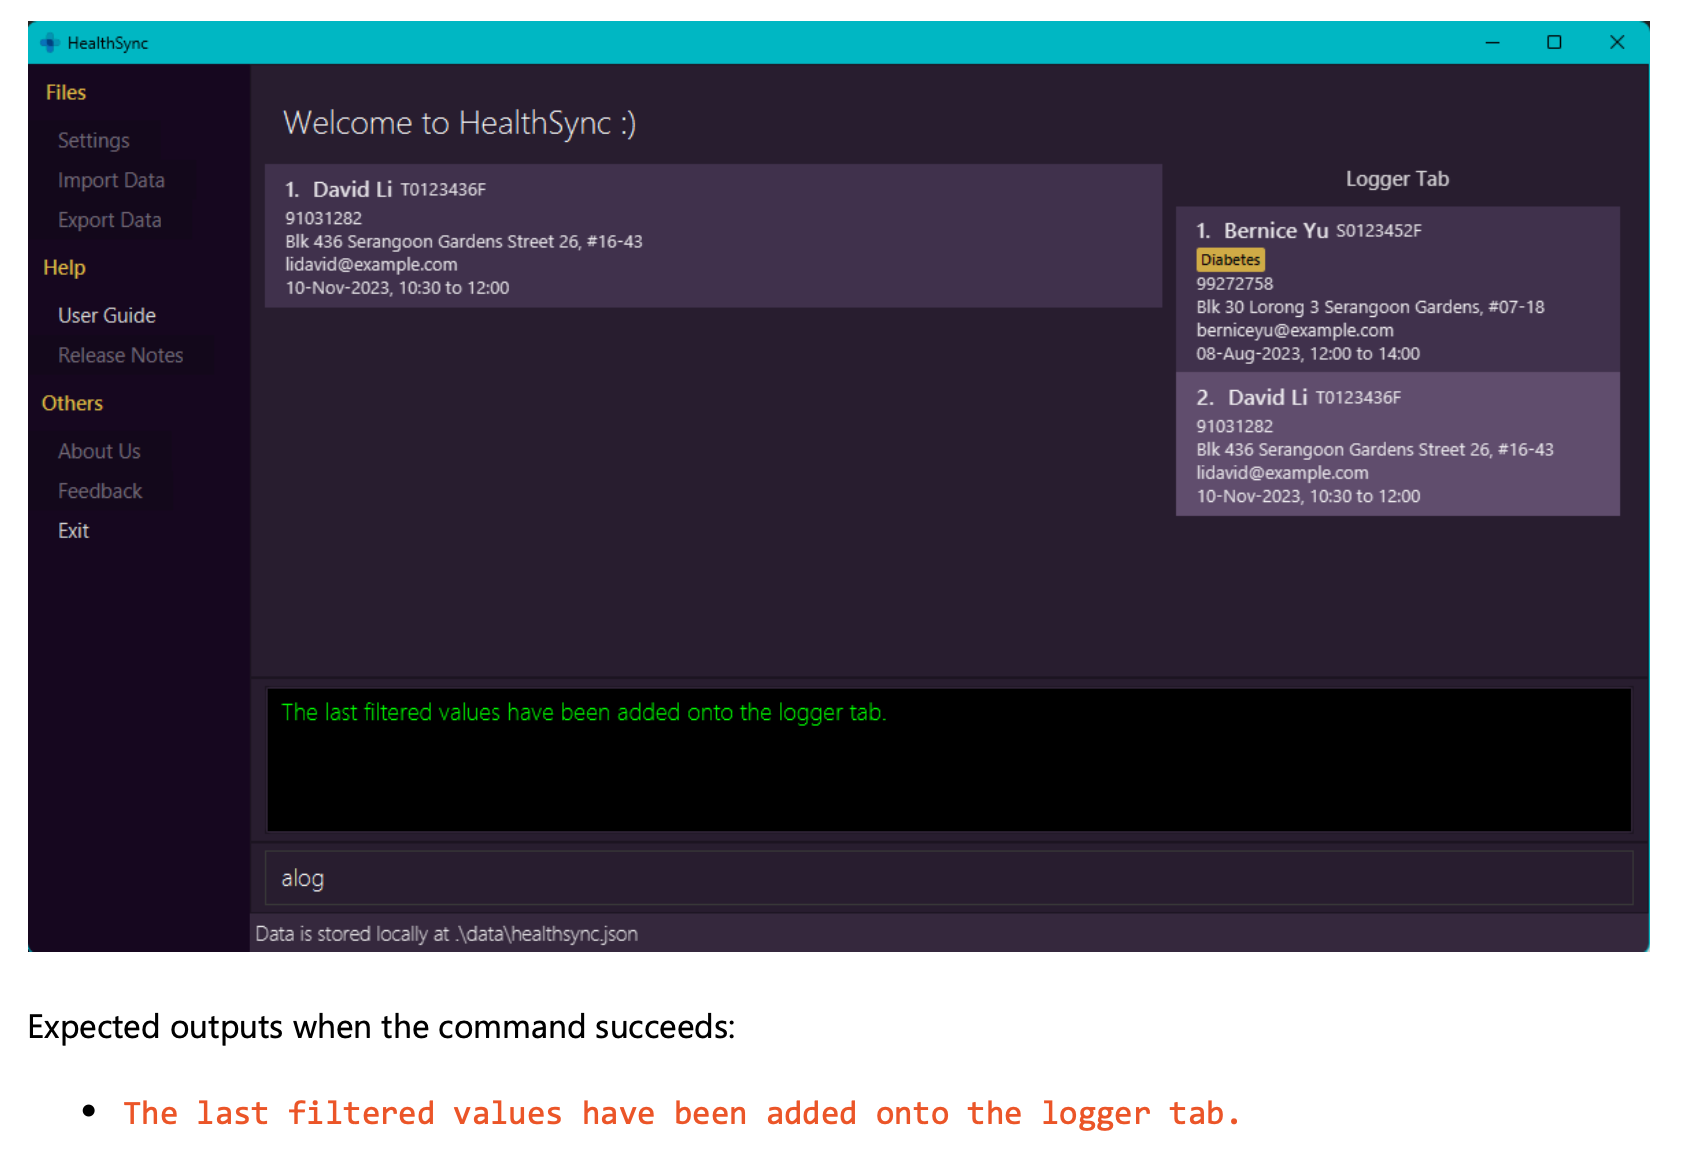 HealthSync
Files
Settings
Import Data
Export Data
Help
User Guide
Release Notes
Others
About Us
Feedback
Exit
Welcome to HealthSync :)
1. David Li T0123436F
91031282
Blk 436 Serangoon Gardens Street 26, #16-43
lidavid@example.com
10-Nov-2023, 10:30 to 12:00
Logger Tab
1. Bernice Yu S0123452F
Diabetes
99272758
Blk 30 Lorong 3 Serangoon Gardens, #07-18
berniceyu@example.com
08-Aug-2023, 12:00 to 14:00
2. David Li T0123436F
91031282
Blk 436 Serangoon Gardens Street 26, #16-43
lidavid@example.com
10-Nov-2023, 10:30 to 12:00
The last filtered values have been added onto the logger tab.
alog
Data is stored locally at .\data\healthsync.json
Expected outputs when the command succeeds:
• The last filtered values have been added onto the logger tab.